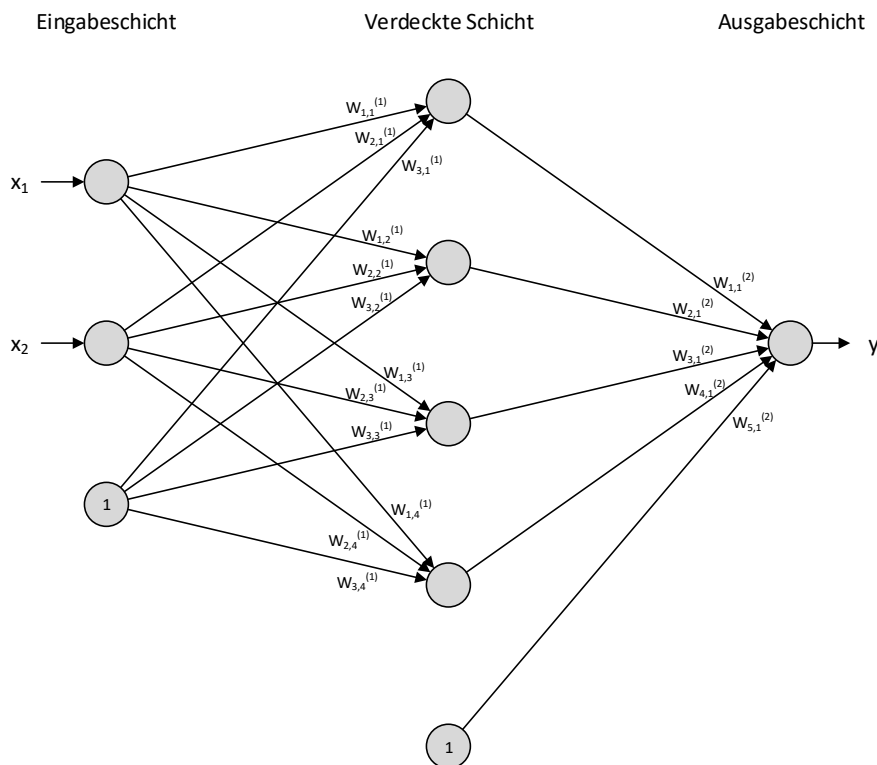 Eingabeschicht Verdeckte Schicht Ausgabeschicht
W1,1(1)
W2,1(1)
W3,1(1)
x1
W1,2(1)
W2,2(1)
W1,1(2)
W3,2(1)
W2,1(2)
x2
y
W3,1(2)
W1,3(1)
W4,1(2)
W2,3(1)
W5,1(2)
W3,3(1)
1
W1,4(1)
W2,4(1)
W3,4(1)
1